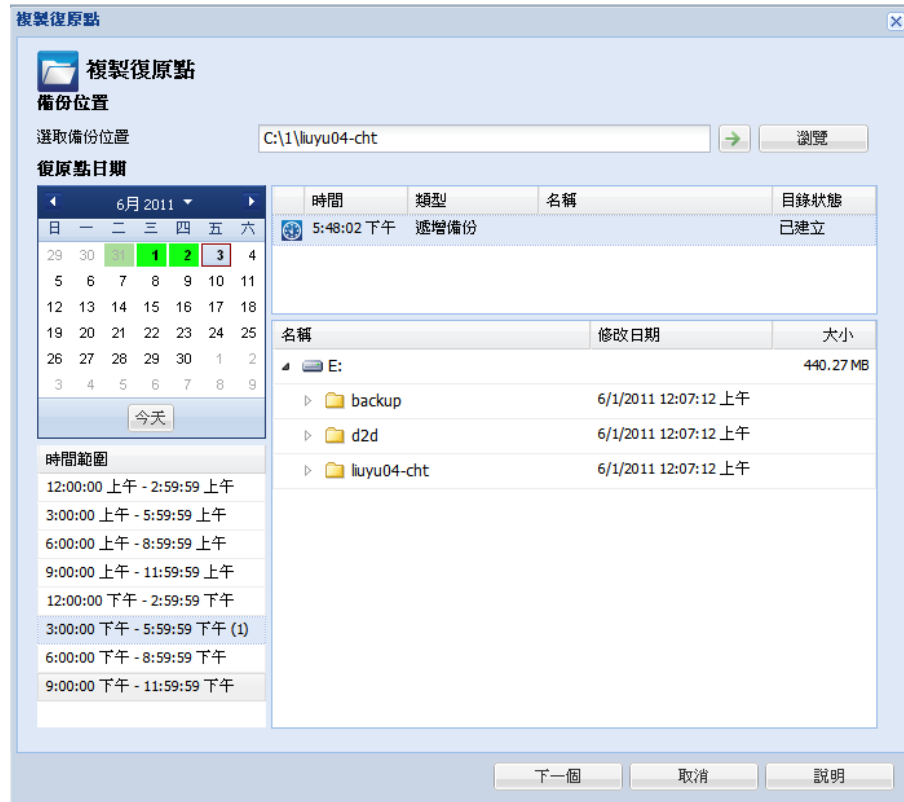 複製復原點
複製復原點
備份位置
選取備份位置 C:\1\liuyu04-cht 瀏覽
復原點日期
6月 2011
日 一 二 三 四 五 六
29 30 31 1 2 3 4
5 6 7 8 9 10 11
12 13 14 15 16 17 18
19 20 21 22 23 24 25
26 27 28 29 30 1 2
3 4 5 6 7 8 9
今天
時間 類型 名稱 目錄狀態
5:48:02 下午 遞增備份 已建立
名稱 修改日期 大小
E: 440.27 MB
backup 6/1/2011 12:07:12 上午
d2d 6/1/2011 12:07:12 上午
liuyu04-cht 6/1/2011 12:07:12 上午
時間範圍
12:00:00 上午 - 2:59:59 上午
3:00:00 上午 - 5:59:59 上午
6:00:00 上午 - 8:59:59 上午
9:00:00 上午 - 11:59:59 上午
12:00:00 下午 - 2:59:59 下午
3:00:00 下午 - 5:59:59 下午 (1)
6:00:00 下午 - 8:59:59 下午
9:00:00 下午 - 11:59:59 下午
下一個 取消 說明